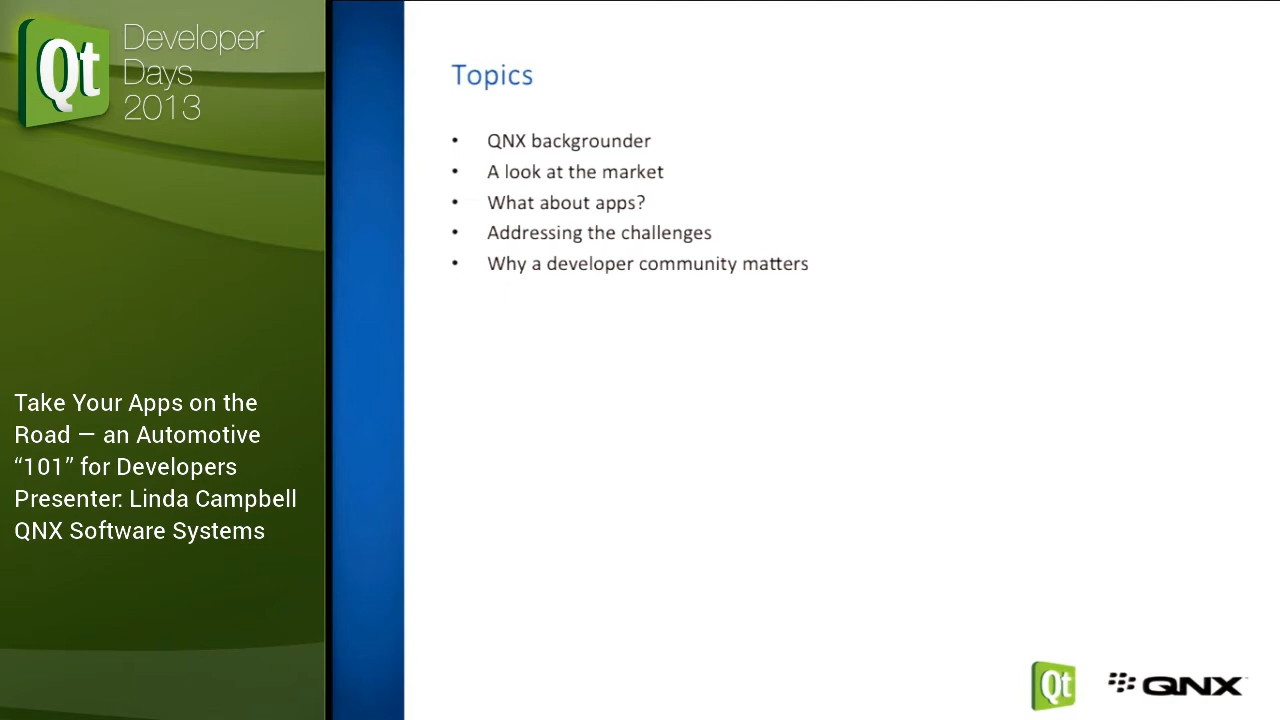 Qt
Developer
Days
2013
Take Your Apps on the
Road — an Automotive
“101” for Developers
Presenter: Linda Campbell
QNX Software Systems
Topics
• QNX backgrounder
• A look at the market
• What about apps?
• Addressing the challenges
• Why a developer community matters
Qt
QNX